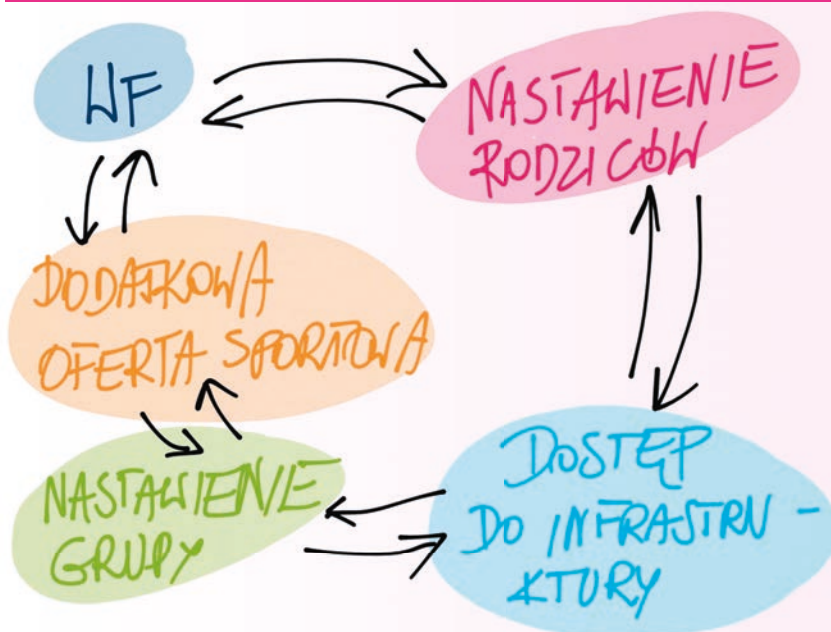 WF
NASTAWIENIE
RODZICÓW
DODATKOWA
OFERTA SPORTOWA
NASTAWIENIE
GRUPY
DOSTĘP
DO INFRASTRU-
KTURY